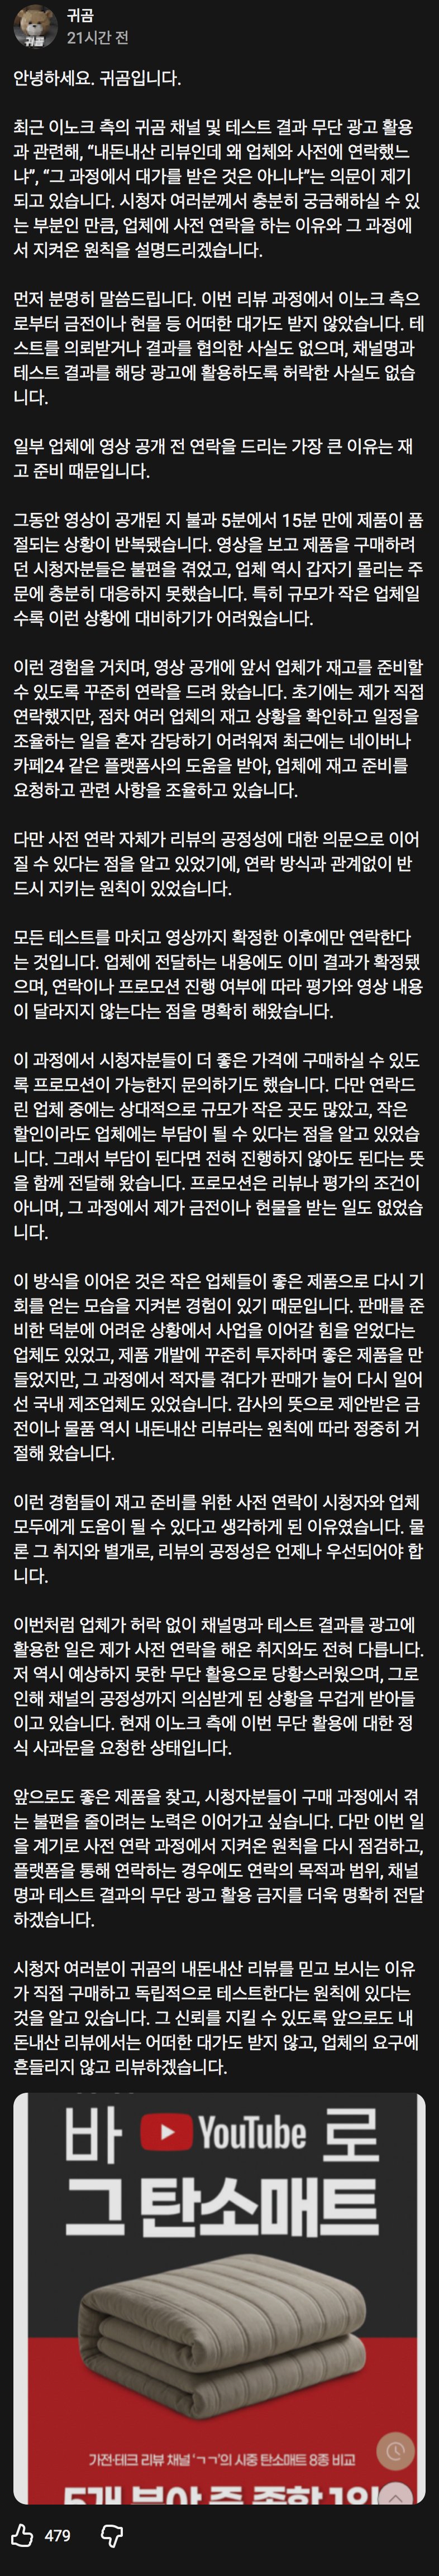 귀곰
21시간 전
귀곰
안녕하세요. 귀곰입니다.
최근 이노크 측의 귀곰 채널 및 테스트 결과 무단 광고 활용
과 관련해, “내돈내산 리뷰인데 왜 업체와 사전에 연락했느
냐”, “그 과정에서 대가를 받은 것은 아니냐”는 의문이 제기
되고 있습니다. 시청자 여러분께서 충분히 궁금해하실 수 있
는 부분인 만큼, 업체에 사전 연락을 하는 이유와 그 과정에
서 지켜온 원칙을 설명드리겠습니다.
먼저 분명히 말씀드립니다. 이번 리뷰 과정에서 이노크 측으
로부터 금전이나 현물 등 어떠한 대가도 받지 않았습니다. 테
스트를 의뢰받거나 결과를 협의한 사실도 없으며, 채널명과
테스트 결과를 해당 광고에 활용하도록 허락한 사실도 없습
니다.
일부 업체에 영상 공개 전 연락을 드리는 가장 큰 이유는 재
고 준비 때문입니다.
그동안 영상이 공개된 지 불과 5분에서 15분 만에 제품이 품
절되는 상황이 반복됐습니다. 영상을 보고 제품을 구매하려
던 시청자분들은 불편을 겪었고, 업체 역시 갑자기 몰리는 주
문에 충분히 대응하지 못했습니다. 특히 규모가 작은 업체일
수록 이런 상황에 대비하기가 어려웠습니다.
이런 경험을 거치며, 영상 공개에 앞서 업체가 재고를 준비할
수 있도록 꾸준히 연락을 드려 왔습니다. 초기에는 제가 직접
연락했지만, 점차 여러 업체의 재고 상황을 확인하고 일정을
조율하는 일을 혼자 감당하기 어려워져 최근에는 네이버나
카페24 같은 플랫폼사의 도움을 받아, 업체에 재고 준비를
요청하고 관련 사항을 조율하고 있습니다.
다만 사전 연락 자체가 리뷰의 공정성에 대한 의문으로 이어
질 수 있다는 점을 알고 있었기에, 연락 방식과 관계없이 반
드시 지키는 원칙이 있었습니다.
모든 테스트를 마치고 영상까지 확정한 이후에만 연락한다
는 것입니다. 업체에 전달하는 내용에도 이미 결과가 확정됐
으며, 연락이나 프로모션 진행 여부에 따라 평가와 영상 내용
이 달라지지 않는다는 점을 명확히 해왔습니다.
이 과정에서 시청자분들이 더 좋은 가격에 구매하실 수 있도
록 프로모션이 가능한지 문의하기도 했습니다. 다만 연락드
린 업체 중에는 상대적으로 규모가 작은 곳도 많았고, 작은
할인이라도 업체에는 부담이 될 수 있다는 점을 알고 있었습
니다. 그래서 부담이 된다면 전혀 진행하지 않아도 된다는 뜻
을 함께 전달해 왔습니다. 프로모션은 리뷰나 평가의 조건이
아니며, 그 과정에서 제가 금전이나 현물을 받는 일도 없었습
니다.
이 방식을 이어온 것은 작은 업체들이 좋은 제품으로 다시 기
회를 얻는 모습을 지켜본 경험이 있기 때문입니다. 판매를 준
비한 덕분에 어려운 상황에서 사업을 이어갈 힘을 얻었다는
업체도 있었고, 제품 개발에 꾸준히 투자하며 좋은 제품을 만
들었지만, 그 과정에서 적자를 겪다가 판매가 늘어 다시 일어
선 국내 제조업체도 있었습니다. 감사의 뜻으로 제안받은 금
전이나 물품 역시 내돈내산 리뷰라는 원칙에 따라 정중히 거
절해 왔습니다.
이런 경험들이 재고 준비를 위한 사전 연락이 시청자와 업체
모두에게 도움이 될 수 있다고 생각하게 된 이유였습니다. 물
론 그 취지와 별개로, 리뷰의 공정성은 언제나 우선되어야 합
니다.
이번처럼 업체가 허락 없이 채널명과 테스트 결과를 광고에
활용한 일은 제가 사전 연락을 해온 취지와도 전혀 다릅니다.
저 역시 예상하지 못한 무단 활용으로 당황스러웠으며, 그로
인해 채널의 공정성까지 의심받게 된 상황을 무겁게 받아들
이고 있습니다. 현재 이노크 측에 이번 무단 활용에 대한 정
식 사과문을 요청한 상태입니다.
앞으로도 좋은 제품을 찾고, 시청자분들이 구매 과정에서 겪
는 불편을 줄이려는 노력은 이어가고 싶습니다. 다만 이번 일
을 계기로 사전 연락 과정에서 지켜온 원칙을 다시 점검하고,
플랫폼을 통해 연락하는 경우에도 연락의 목적과 범위, 채널
명과 테스트 결과의 무단 광고 활용 금지를 더욱 명확히 전달
하겠습니다.
시청자 여러분이 귀곰의 내돈내산 리뷰를 믿고 보시는 이유
가 직접 구매하고 독립적으로 테스트한다는 원칙에 있다는
것을 알고 있습니다. 그 신뢰를 지킬 수 있도록 앞으로도 내
돈내산 리뷰에서는 어떠한 대가도 받지 않고, 업체의 요구에
흔들리지 않고 리뷰하겠습니다.
바 YouTube 로
그 탄소매트
가전·테크 리뷰 채널 'ㄱㄱ'의 시중 탄소매트 8종 비교
5개 분야 중 종합 1위
479